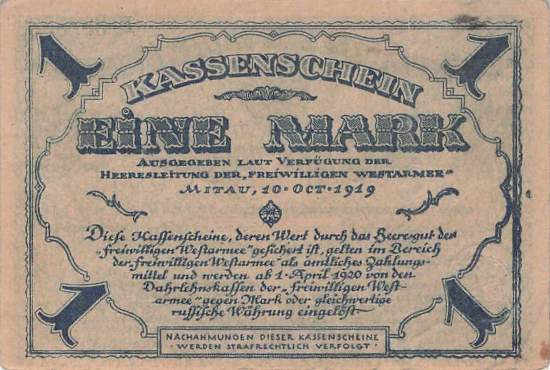 1 1
KASSENSCHEIN
EINE MARK
AUSGEGEBEN LAUT VERFÜGUNG DER
HEERESLEITUNG DER „FREIWILLIGEN WESTARMEE“
MITAU, 10·OCT·1919
Diese Kassenscheine, deren Wert durch das Heeresgut der
„freiwilligen Westarmee“ gesichert ist, gelten im Bereich
der „freiwilligen Westarmee“ als amtliches Zahlungs-
mittel und werden ab 1·April 1920 von den
Darlehnskassen der „freiwilligen West-
armee“ gegen Mark oder gleichwertige
russische Währung eingelöst·
1 1
NACHAHMUNGEN DIESER KASSENSCHEINE
· WERDEN STRAFRECHTLICH VERFOLGT ·